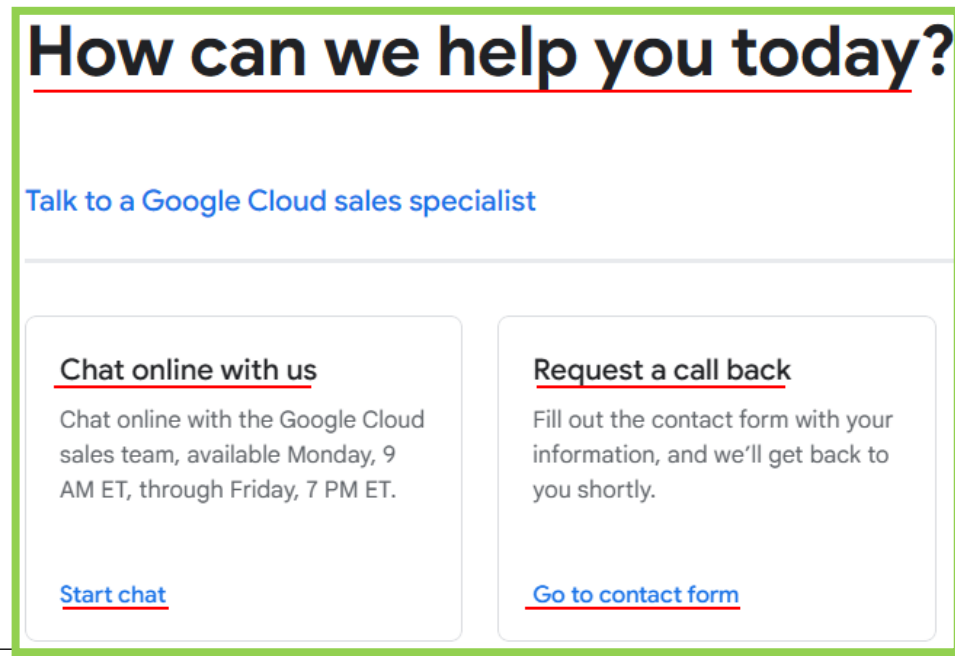 How can we help you today?
Talk to a Google Cloud sales specialist
Chat online with us
Chat online with the Google Cloud
sales team, available Monday, 9
AM ET, through Friday, 7 PM ET.
Start chat
Request a call back
Fill out the contact form with your
information, and we’ll get back to
you shortly.
Go to contact form